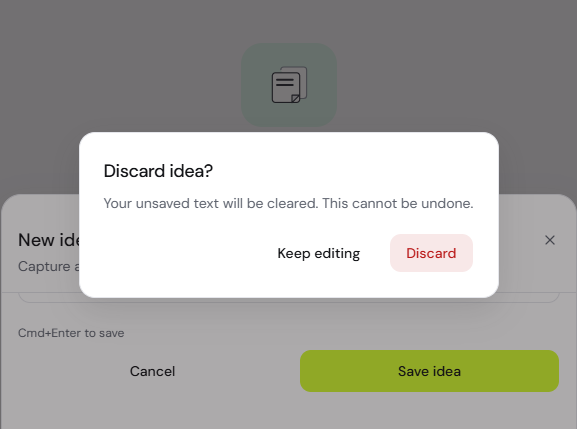 Discard idea?
Your unsaved text will be cleared. This cannot be undone.
Keep editing
Discard
New ide
Capture a
Cmd+Enter to save
Cancel
Save idea